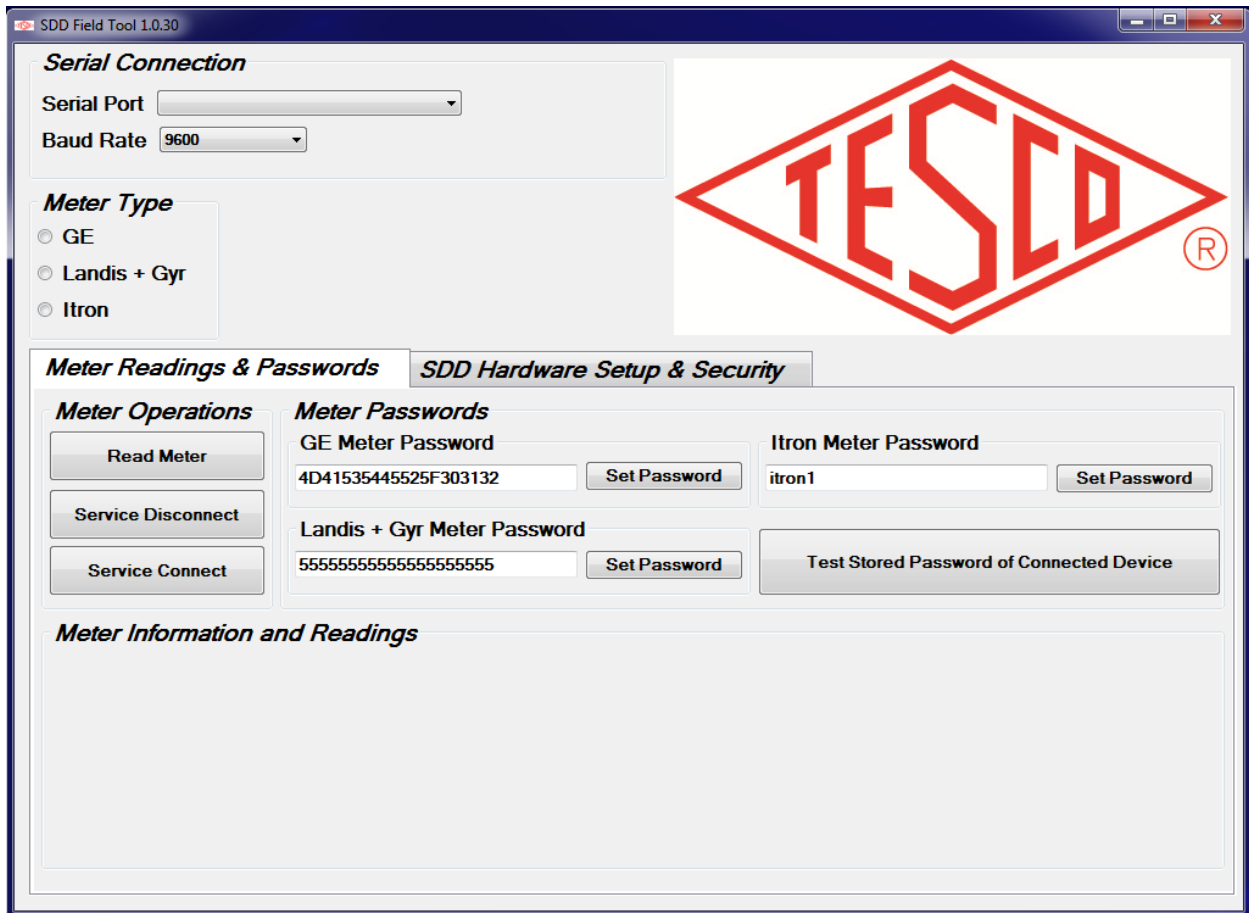 SDD Field Tool 1.0.30
Serial Connection
Serial Port
Baud Rate 9600
TESCO
®
Meter Type
GE
Landis + Gyr
Itron
Meter Readings & Passwords
SDD Hardware Setup & Security
Meter Operations
Read Meter
Service Disconnect
Service Connect
Meter Passwords
GE Meter Password
4D41535445525F303132 Set Password
Itron Meter Password
itron1 Set Password
Landis + Gyr Meter Password
55555555555555555555 Set Password
Test Stored Password of Connected Device
Meter Information and Readings